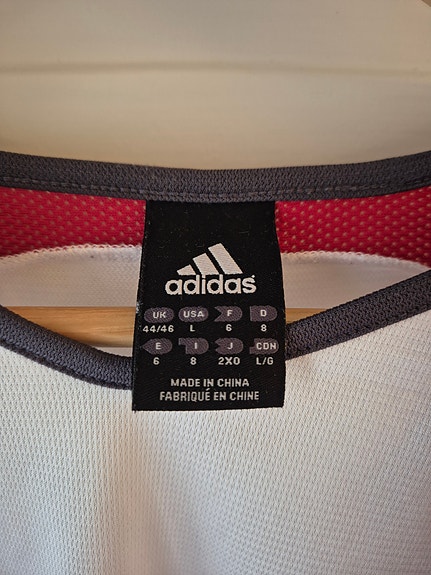 adidas
UK USA F D
44/46 L 6 8
E I J CDN
6 8 2XO L/G
MADE IN CHINA
FABRIQUÉ EN CHINE